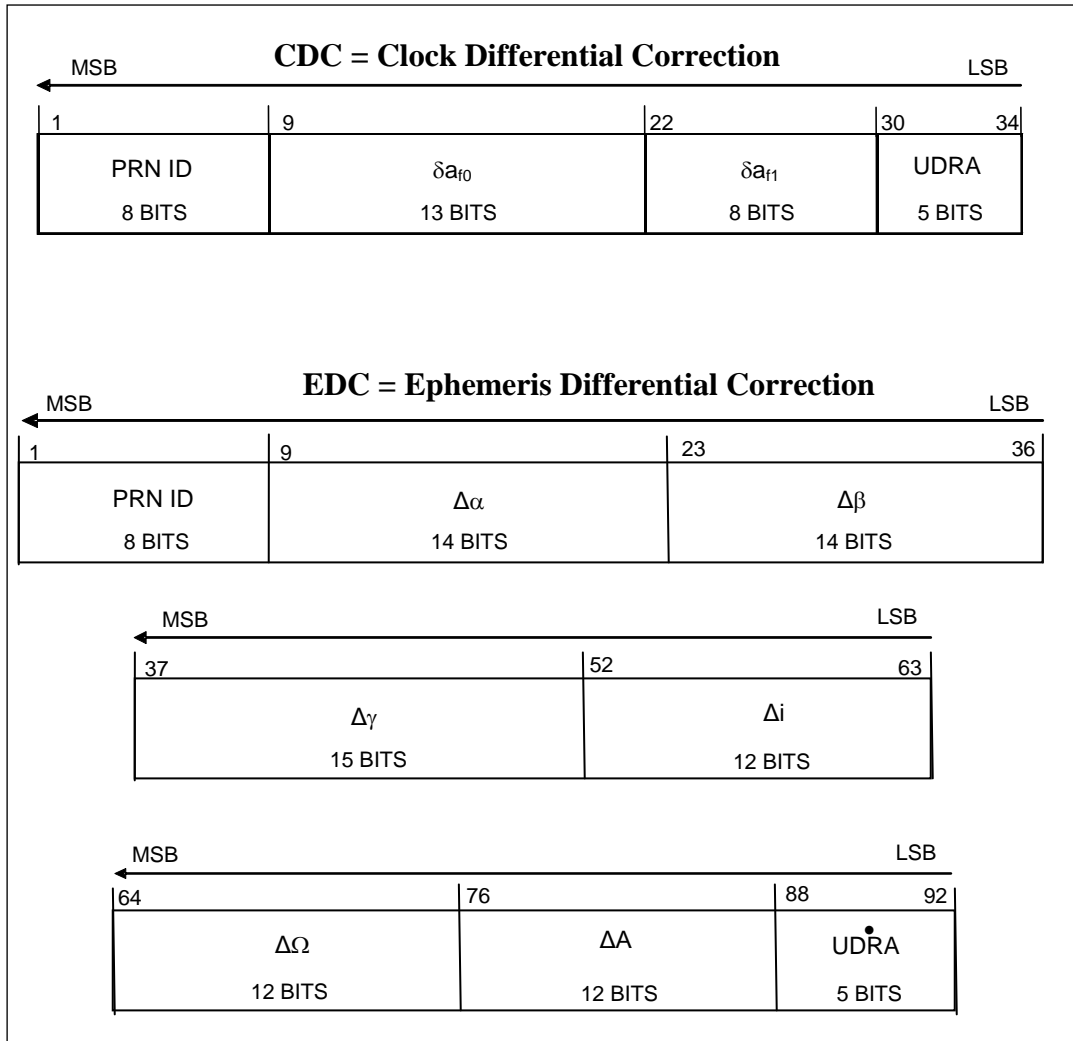 CDC = Clock Differential Correction
MSB LSB
1 9 22 30 34
PRN ID δaf0 δaf1 UDRA
8 BITS 13 BITS 8 BITS 5 BITS
EDC = Ephemeris Differential Correction
MSB LSB
1 9 23 36
PRN ID Δα Δβ
8 BITS 14 BITS 14 BITS
MSB LSB
37 52 63
Δγ Δi
15 BITS 12 BITS
MSB LSB
64 76 88 92
ΔΩ ΔA UDṘA
12 BITS 12 BITS 5 BITS